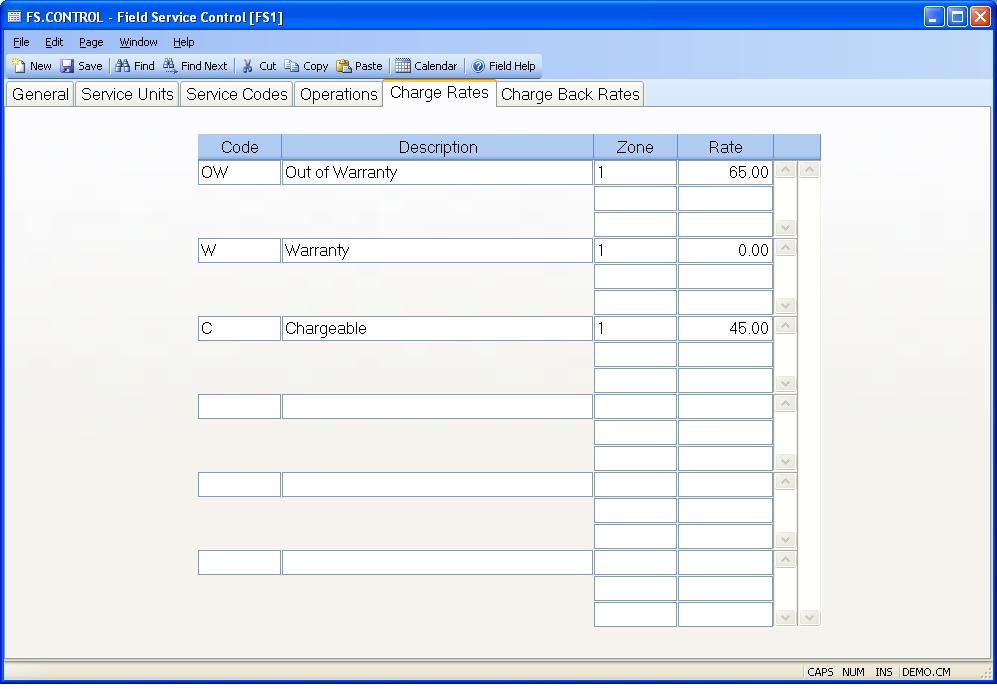 FS.CONTROL - Field Service Control [FS1]
File Edit Page Window Help
New Save Find Find Next Cut Copy Paste Calendar Field Help
General Service Units Service Codes Operations Charge Rates Charge Back Rates
Code Description Zone Rate
OW Out of Warranty 1 65.00
W Warranty 1 0.00
C Chargeable 1 45.00
CAPS NUM INS DEMO.CM